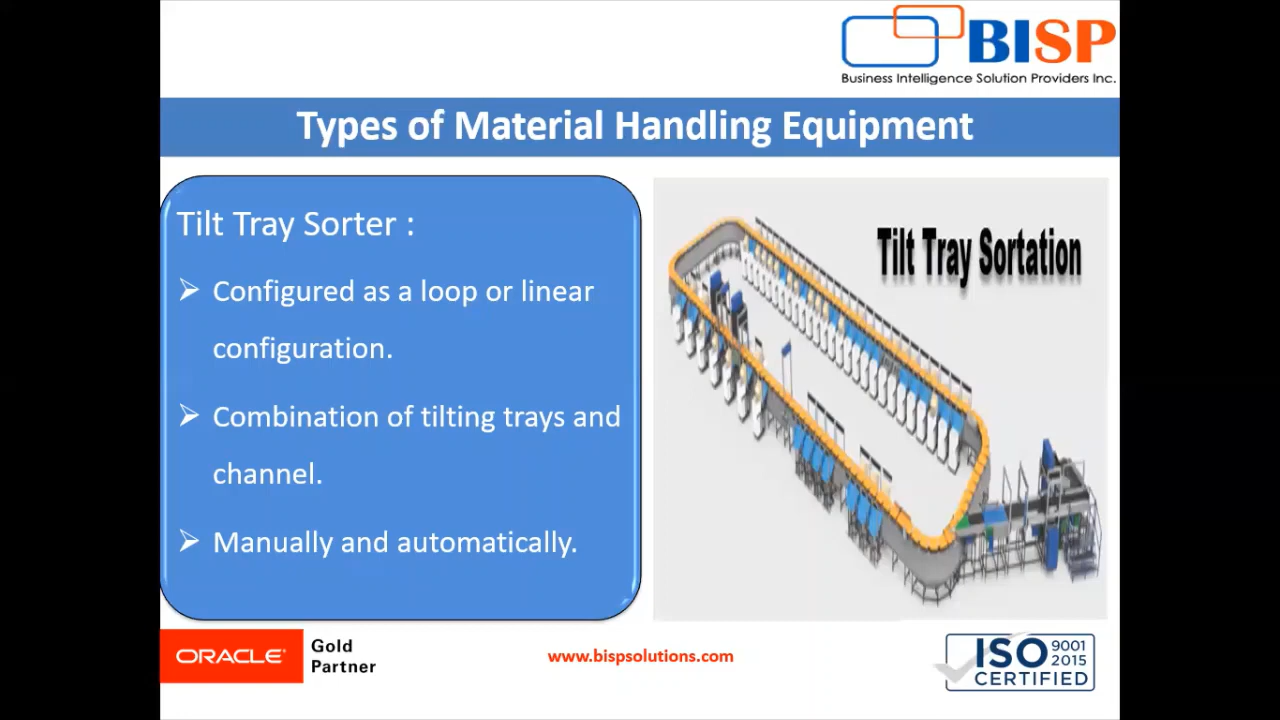 BISP
Business Intelligence Solution Providers Inc.
Types of Material Handling Equipment
Tilt Tray Sorter :
Configured as a loop or linear
configuration.
Combination of tilting trays and
channel.
Manually and automatically.
Tilt Tray Sortation
ORACLE
Gold
Partner
www.bispsolutions.com
ISO 9001
2015
CERTIFIED